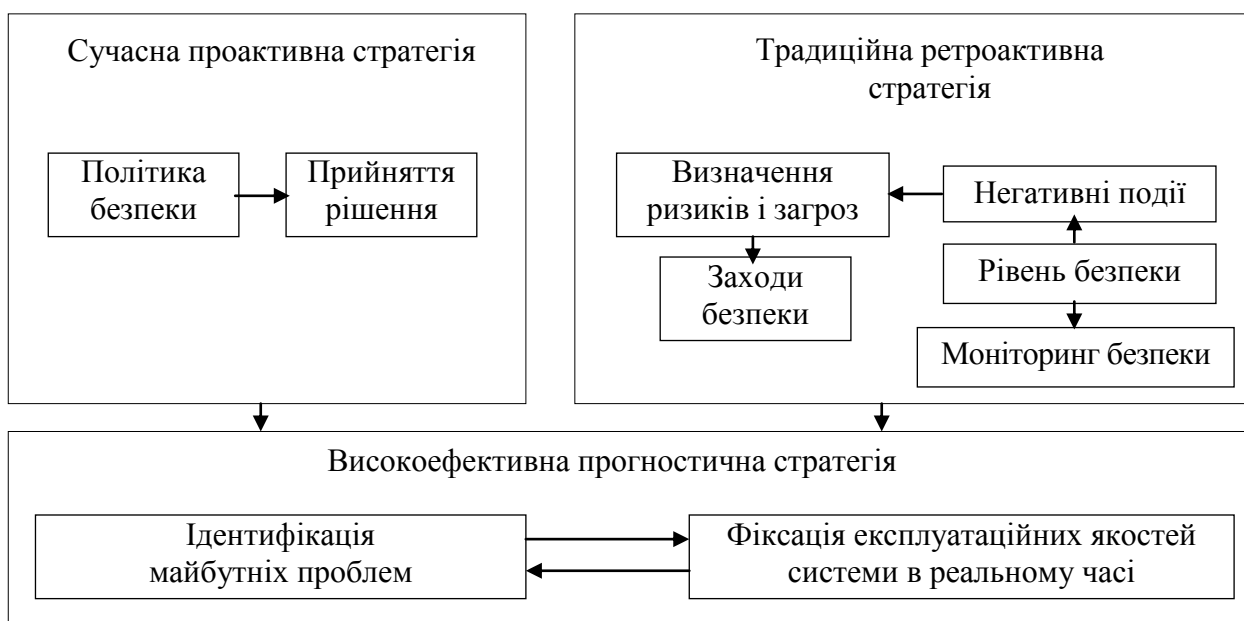 Сучасна проактивна стратегія
Політика
безпеки
Прийняття
рішення
Традиційна ретроактивна
стратегія
Визначення
ризиків і загроз
Негативні події
Заходи
безпеки
Рівень безпеки
Моніторинг безпеки
Високоефективна прогностична стратегія
Ідентифікація
майбутніх проблем
Фіксація експлуатаційних якостей
системи в реальному часі